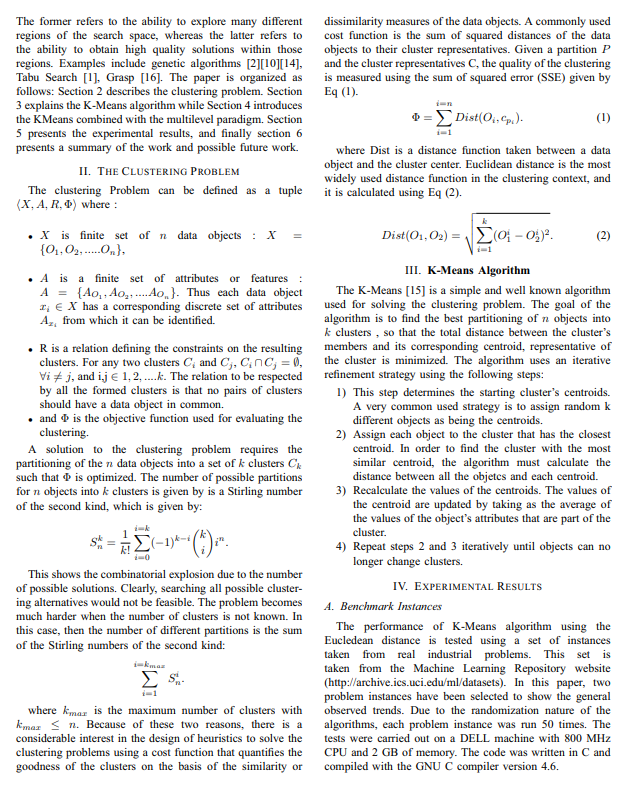 The former refers to the ability to explore many different
regions of the search space, whereas the latter refers to
the ability to obtain high quality solutions within those
regions. Examples include genetic algorithms [2][10][14],
Tabu Search [1], Grasp [16]. The paper is organized as
follows: Section 2 describes the clustering problem. Section
3 explains the K-Means algorithm while Section 4 introduces
the KMeans combined with the multilevel paradigm. Section
5 presents the experimental results, and finally section 6
presents a summary of the work and possible future work.
II. The Clustering Problem
The clustering Problem can be defined as a tuple
⟨X, A, R, Φ⟩ where :
• X is finite set of n data objects : X =
{O₁, O₂, .....Oₙ},
• A is a finite set of attributes or features :
A = {A_{O₁}, A_{O₂}, ....A_{Oₙ}}. Thus each data object
xᵢ ∈ X has a corresponding discrete set of attributes
A_{xᵢ} from which it can be identified.
• R is a relation defining the constraints on the resulting
clusters. For any two clusters Cᵢ and Cⱼ, Cᵢ ∩ Cⱼ = ∅,
∀i ≠ j, and i,j ∈ 1, 2, ....k. The relation to be respected
by all the formed clusters is that no pairs of clusters
should have a data object in common.
• and Φ is the objective function used for evaluating the
clustering.
A solution to the clustering problem requires the
partitioning of the n data objects into a set of k clusters Cₖ
such that Φ is optimized. The number of possible partitions
for n objects into k clusters is given by is a Stirling number
of the second kind, which is given by:
S_n^k = \frac{1}{k!} \sum_{i=0}^{i=k} (-1)^{k-i} \binom{k}{i} i^n.
This shows the combinatorial explosion due to the number
of possible solutions. Clearly, searching all possible cluster-
ing alternatives would not be feasible. The problem becomes
much harder when the number of clusters is not known. In
this case, then the number of different partitions is the sum
of the Stirling numbers of the second kind:
\sum_{i=1}^{i=k_{max}} S_n^i.
where k_{max} is the maximum number of clusters with
k_{max} ≤ n. Because of these two reasons, there is a
considerable interest in the design of heuristics to solve the
clustering problems using a cost function that quantifies the
goodness of the clusters on the basis of the similarity or
dissimilarity measures of the data objects. A commonly used
cost function is the sum of squared distances of the data
objects to their cluster representatives. Given a partition P
and the cluster representatives C, the quality of the clustering
is measured using the sum of squared error (SSE) given by
Eq (1).
Φ = \sum_{i=1}^{i=n} Dist(O_i, c_{p_i}). (1)
where Dist is a distance function taken between a data
object and the cluster center. Euclidean distance is the most
widely used distance function in the clustering context, and
it is calculated using Eq (2).
Dist(O_1, O_2) = \sqrt{\sum_{i=1}^{k} (O_1^i - O_2^i)^2}. (2)
III. K-Means Algorithm
The K-Means [15] is a simple and well known algorithm
used for solving the clustering problem. The goal of the
algorithm is to find the best partitioning of n objects into
k clusters , so that the total distance between the cluster's
members and its corresponding centroid, representative of
the cluster is minimized. The algorithm uses an iterative
refinement strategy using the following steps:
1) This step determines the starting cluster's centroids.
A very common used strategy is to assign random k
different objects as being the centroids.
2) Assign each object to the cluster that has the closest
centroid. In order to find the cluster with the most
similar centroid, the algorithm must calculate the
distance between all the objetcs and each centroid.
3) Recalculate the values of the centroids. The values of
the centroid are updated by taking as the average of
the values of the object's attributes that are part of the
cluster.
4) Repeat steps 2 and 3 iteratively until objects can no
longer change clusters.
IV. Experimental Results
A. Benchmark Instances
The performance of K-Means algorithm using the
Eucledean distance is tested using a set of instances
taken from real industrial problems. This set is
taken from the Machine Learning Repository website
(http://archive.ics.uci.edu/ml/datasets). In this paper, two
problem instances have been selected to show the general
observed trends. Due to the randomization nature of the
algorithms, each problem instance was run 50 times. The
tests were carried out on a DELL machine with 800 MHz
CPU and 2 GB of memory. The code was written in C and
compiled with the GNU C compiler version 4.6.